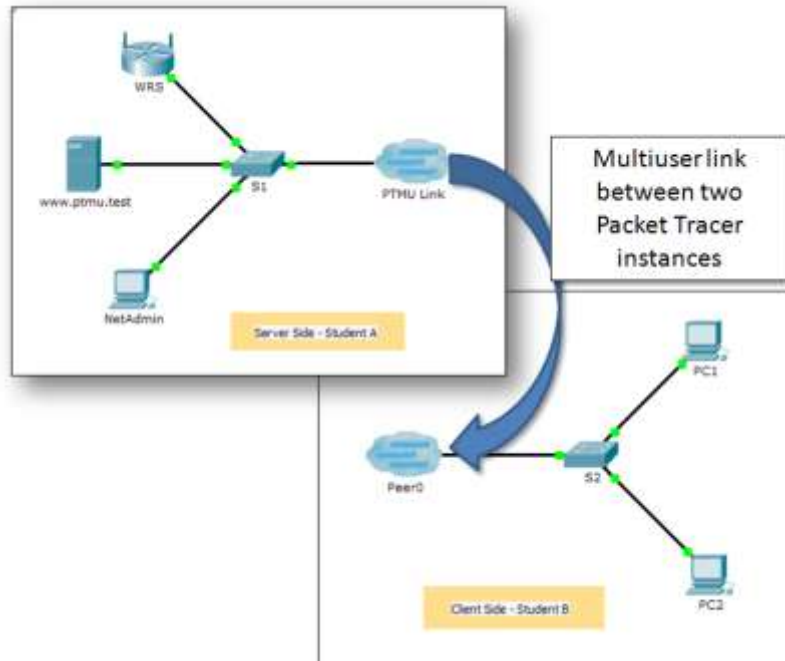 WRS
www.ptmu.test
S1
PTMU Link
NetAdmin
Server Side - Student A
Multiuser link
between two
Packet Tracer
instances
PC1
Peer0
S2
PC2
Client Side - Student B